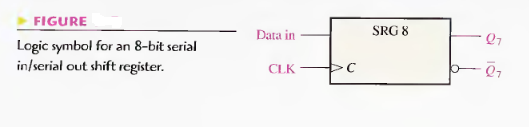 FIGURE
Logic symbol for an 8-bit serial
in/serial out shift register.
Data in
SRG 8
Q7
CLK
C
Q̅7